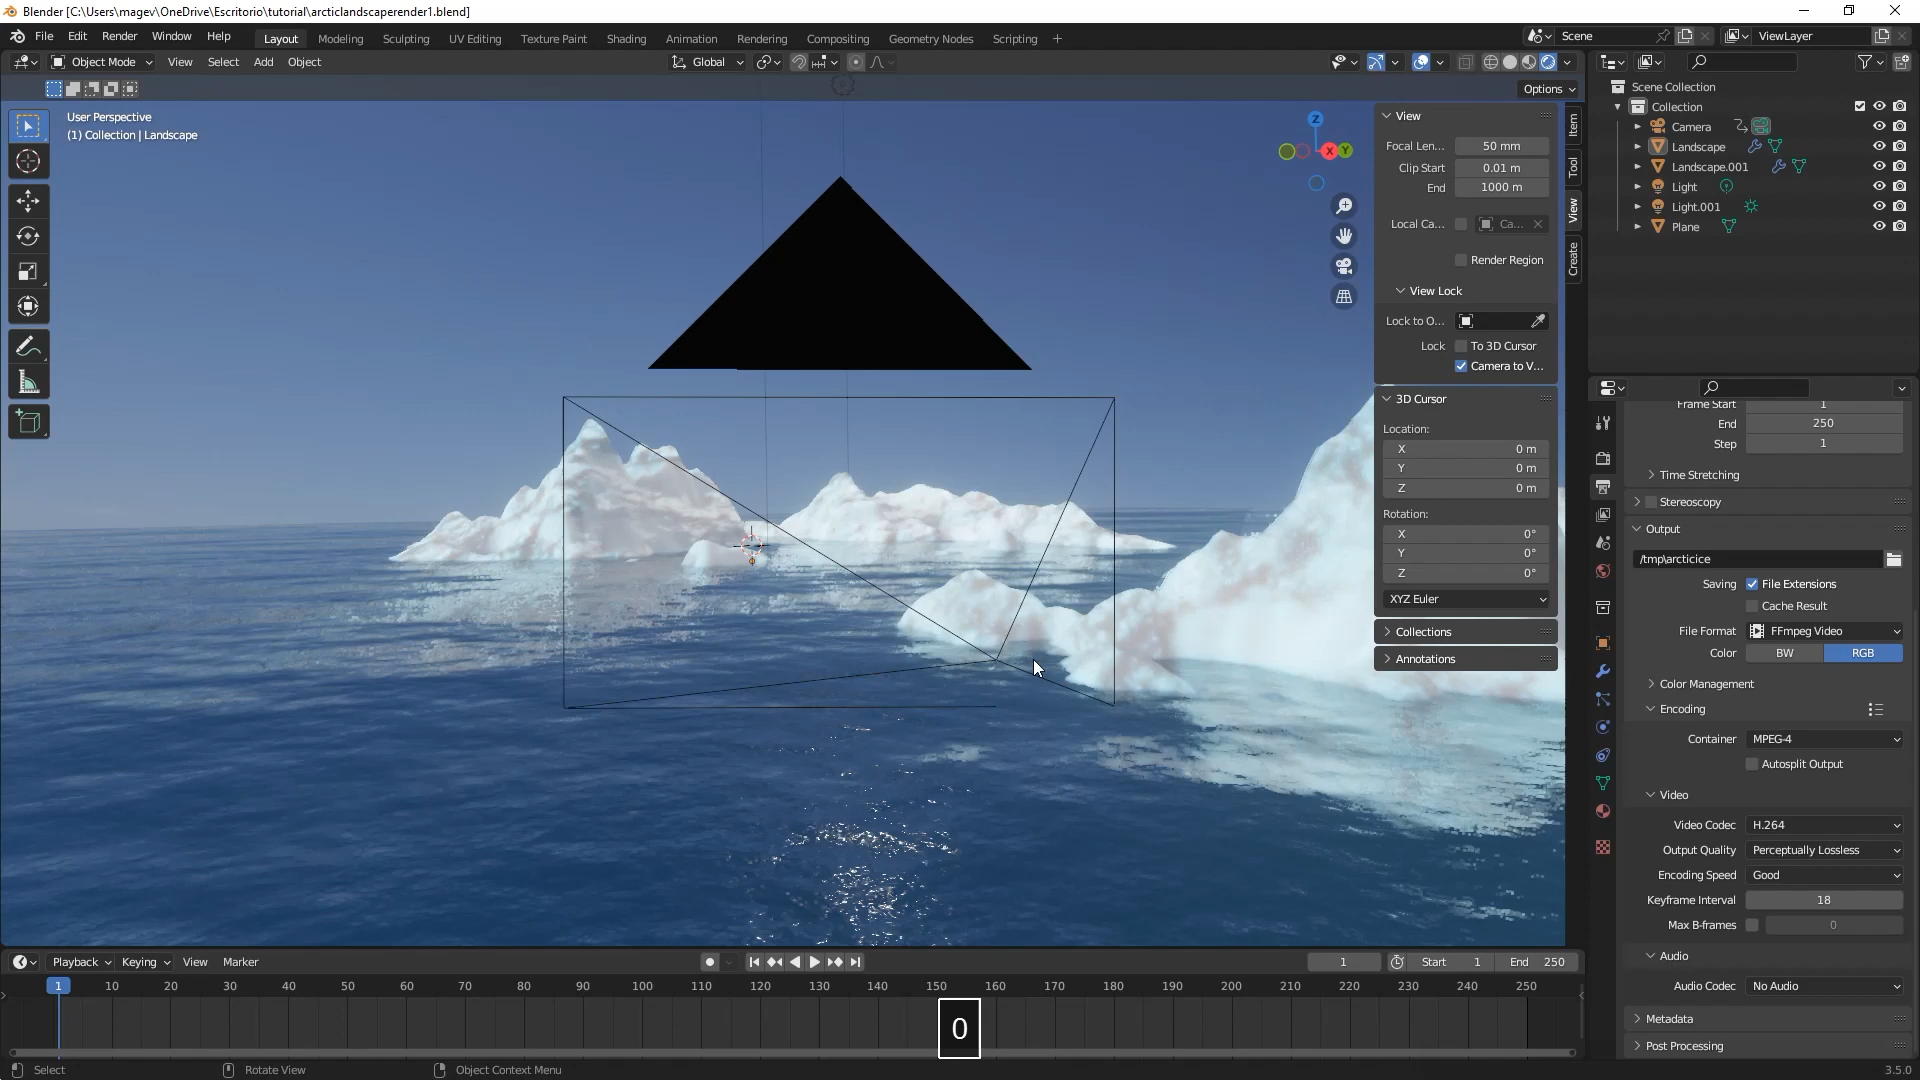 Blender [C:\Users\magev\OneDrive\Escritorio\tutorial\arcticlandscaperender1.blend]
File Edit Render Window Help Layout Modeling Sculpting UV Editing Texture Paint Shading Animation Rendering Compositing Geometry Nodes Scripting + Scene ViewLayer
Object Mode View Select Add Object Global
Options
User Perspective
(1) Collection | Landscape
Z
X
Y
View
Focal Len... 50 mm
Clip Start 0.01 m
End 1000 m
Local Ca... Ca...
Render Region
View Lock
Lock to O...
Lock To 3D Cursor
Camera to V...
3D Cursor
Location:
X 0 m
Y 0 m
Z 0 m
Rotation:
X 0°
Y 0°
Z 0°
XYZ Euler
Collections
Annotations
Item
Tool
View
Create
Scene Collection
Collection
Camera
Landscape
Landscape.001
Light
Light.001
Plane
Frame Start 1
End 250
Step 1
Time Stretching
Stereoscopy
Output
/tmp\arcticice
Saving File Extensions
Cache Result
File Format FFmpeg Video
Color BW RGB
Color Management
Encoding
Container MPEG-4
Autosplit Output
Video
Video Codec H.264
Output Quality Perceptually Lossless
Encoding Speed Good
Keyframe Interval 18
Max B-frames 0
Audio
Audio Codec No Audio
Metadata
Post Processing
Playback Keying View Marker 1 Start 1 End 250
1 10 20 30 40 50 60 70 80 90 100 110 120 130 140 150 160 170 180 190 200 210 220 230 240 250
0
Select Rotate View Object Context Menu 3.5.0